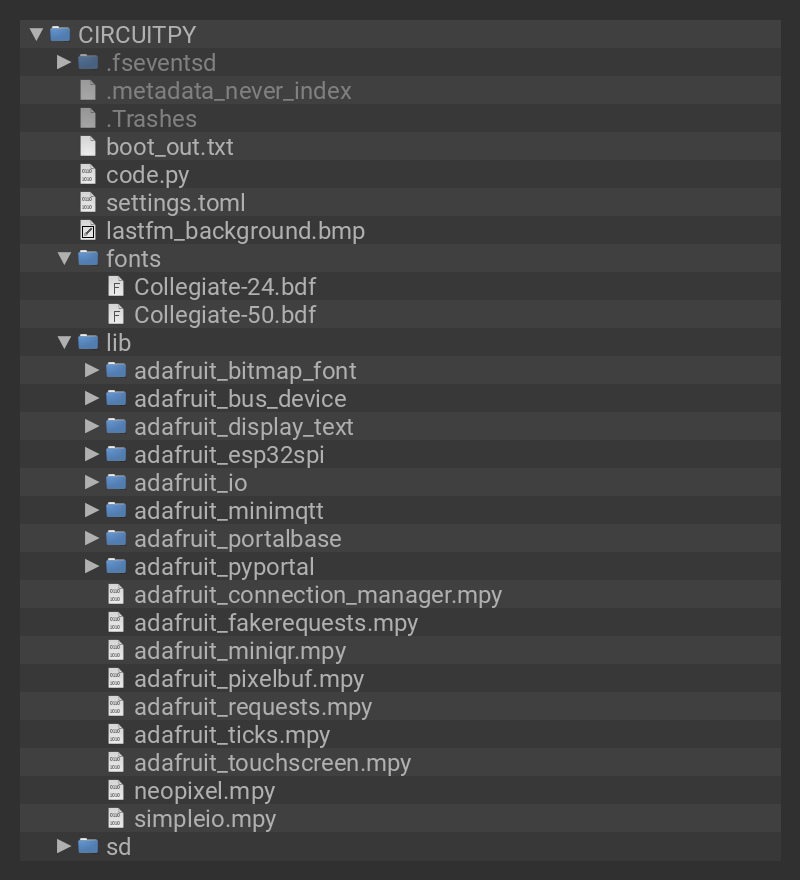 CIRCUITPY
.fseventsd
.metadata_never_index
.Trashes
boot_out.txt
code.py
settings.toml
lastfm_background.bmp
fonts
Collegiate-24.bdf
Collegiate-50.bdf
lib
adafruit_bitmap_font
adafruit_bus_device
adafruit_display_text
adafruit_esp32spi
adafruit_io
adafruit_minimqtt
adafruit_portalbase
adafruit_pyportal
adafruit_connection_manager.mpy
adafruit_fakerequests.mpy
adafruit_miniqr.mpy
adafruit_pixelbuf.mpy
adafruit_requests.mpy
adafruit_ticks.mpy
adafruit_touchscreen.mpy
neopixel.mpy
simpleio.mpy
sd